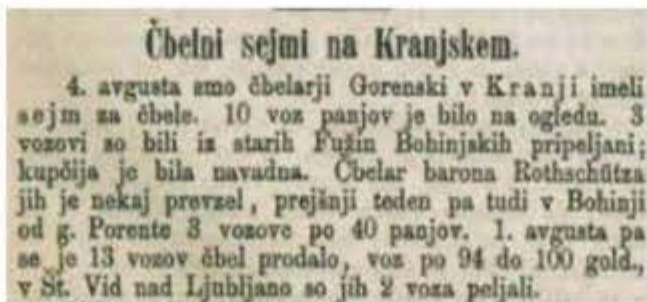 Čbelni sejmi na Kranjskem.
4. avgusta smo čbelarji Gorenski v Kranji imeli
sejm za čbele. 10 voz panjov je bilo na ogledu. 3
vozovi so bili iz starih Fužin Bohinjakih pripeljani;
kupčija je bila navadna. Čbelar barona Rothschütza
jih je nekaj prevzel, prejšnji teden pa tudi v Bohinji
od g. Porente 3 vozove po 40 panjov. 1. avgusta pa
se je 13 vozov čbel prodalo, voz po 94 do 100 gold.,
v Št. Vid nad Ljubljano so jih 2 voza peljali.